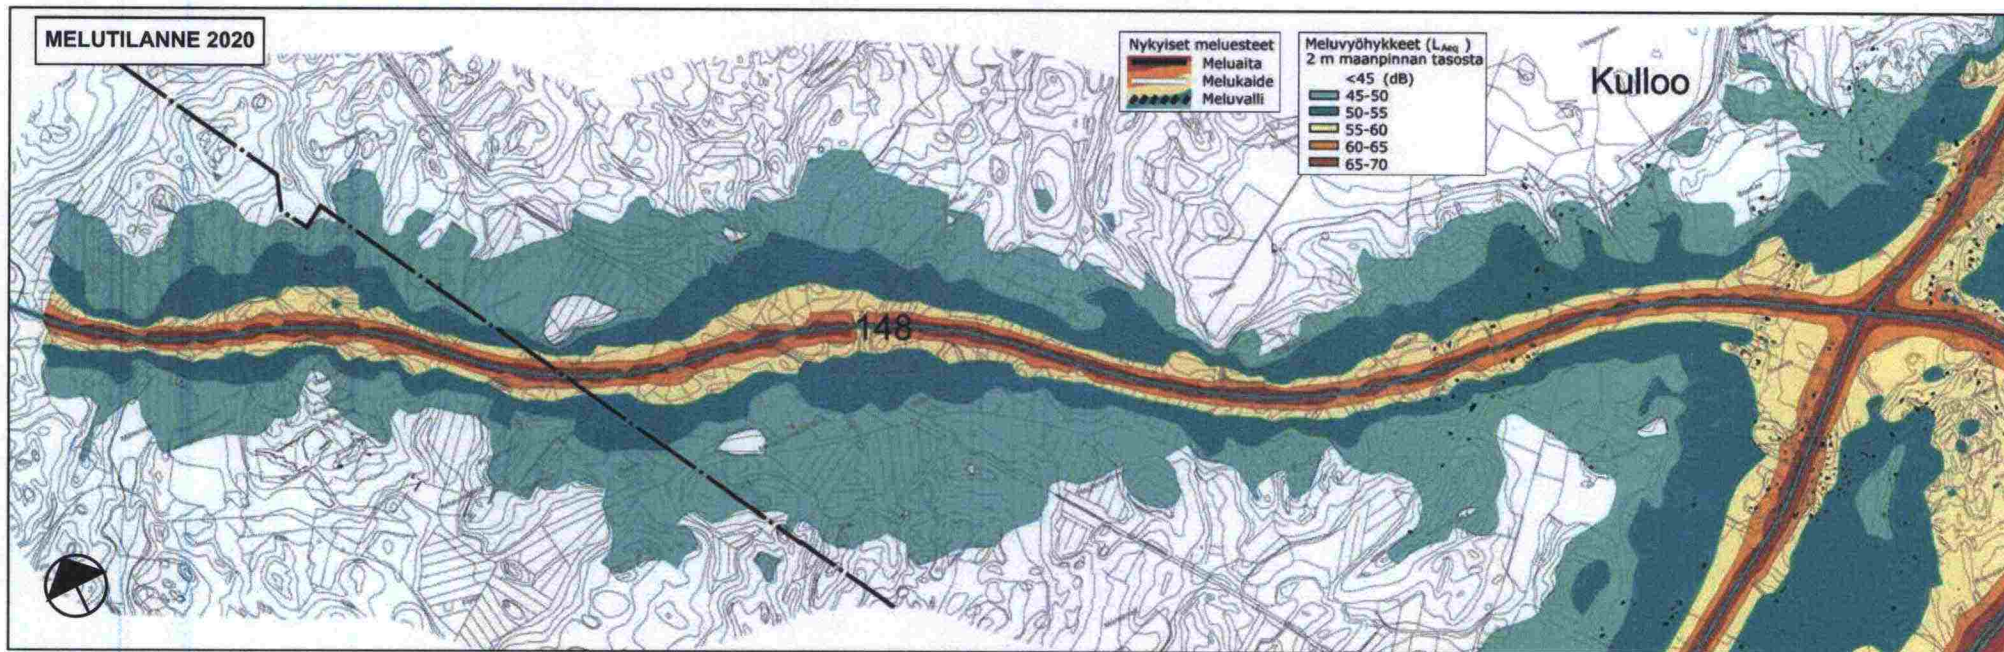 MELUTILANNE 2020
Nykyiset meluesteet
Meluaita
Melukaide
Meluvalli
Meluvyöhykkeet (LAeq )
2 m maanpinnan tasosta
<45 (dB)
45-50
50-55
55-60
60-65
65-70
Kulloo
148